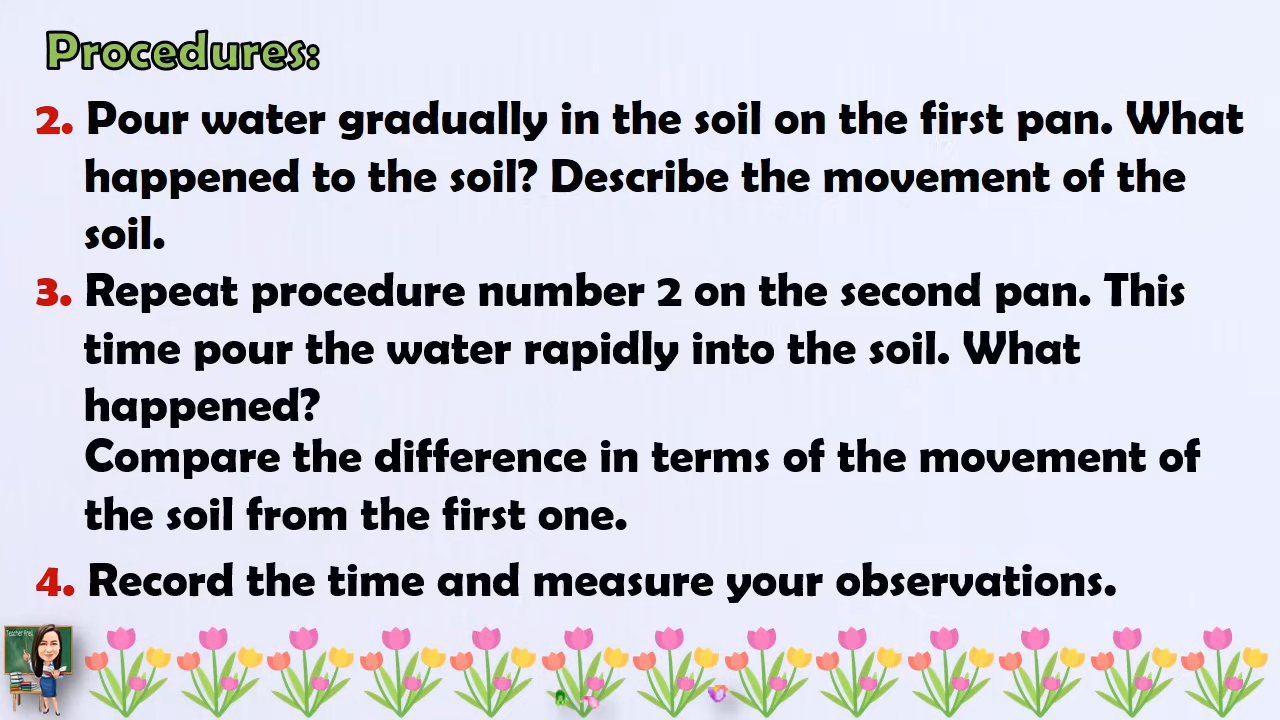 Procedures:
2. Pour water gradually in the soil on the first pan. What
happened to the soil? Describe the movement of the
soil.
3. Repeat procedure number 2 on the second pan. This
time pour the water rapidly into the soil. What
happened?
Compare the difference in terms of the movement of
the soil from the first one.
4. Record the time and measure your observations.